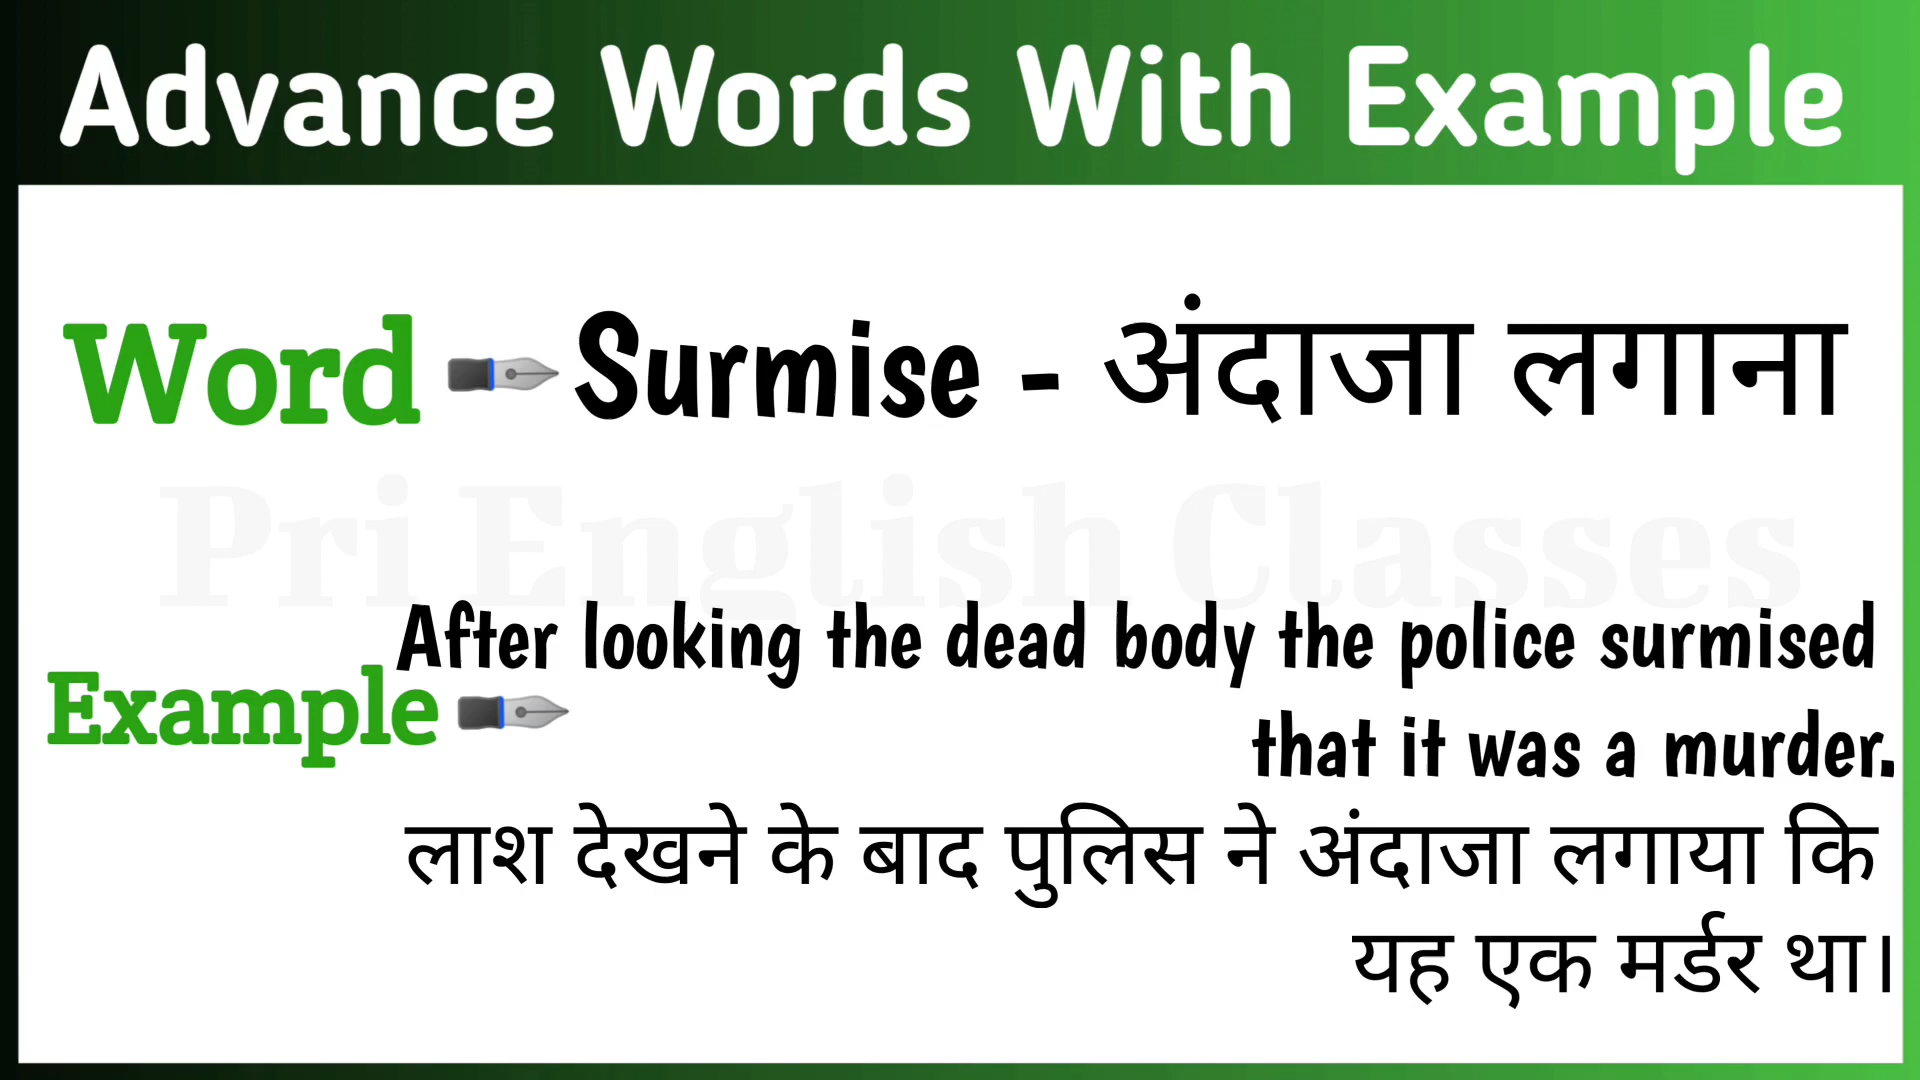 Advance Words With Example
Word ✒️ Surmise - अंदाजा लगाना
Pri English Classes
After looking the dead body the police surmised
Example ✒️
that it was a murder.
लाश देखने के बाद पुलिस ने अंदाजा लगाया कि
यह एक मर्डर था।